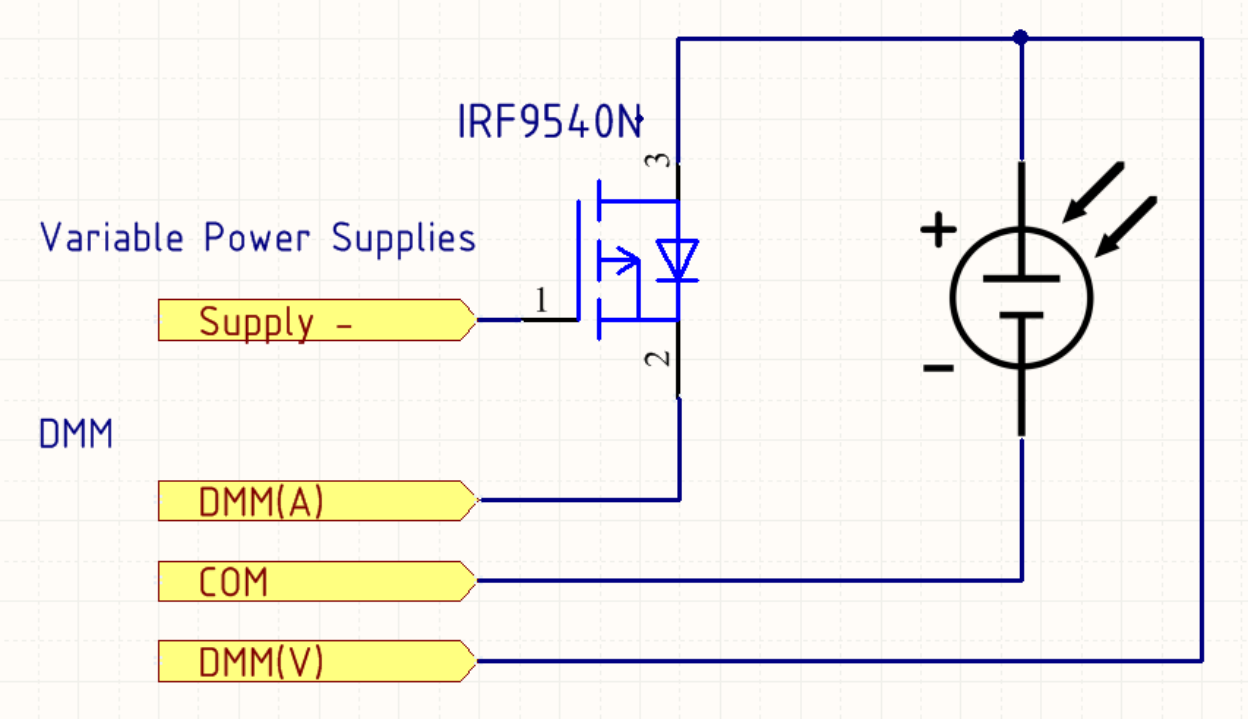 IRF9540N
3
Variable Power Supplies
+
1
Supply -
2
-
DMM
DMM(A)
COM
DMM(V)